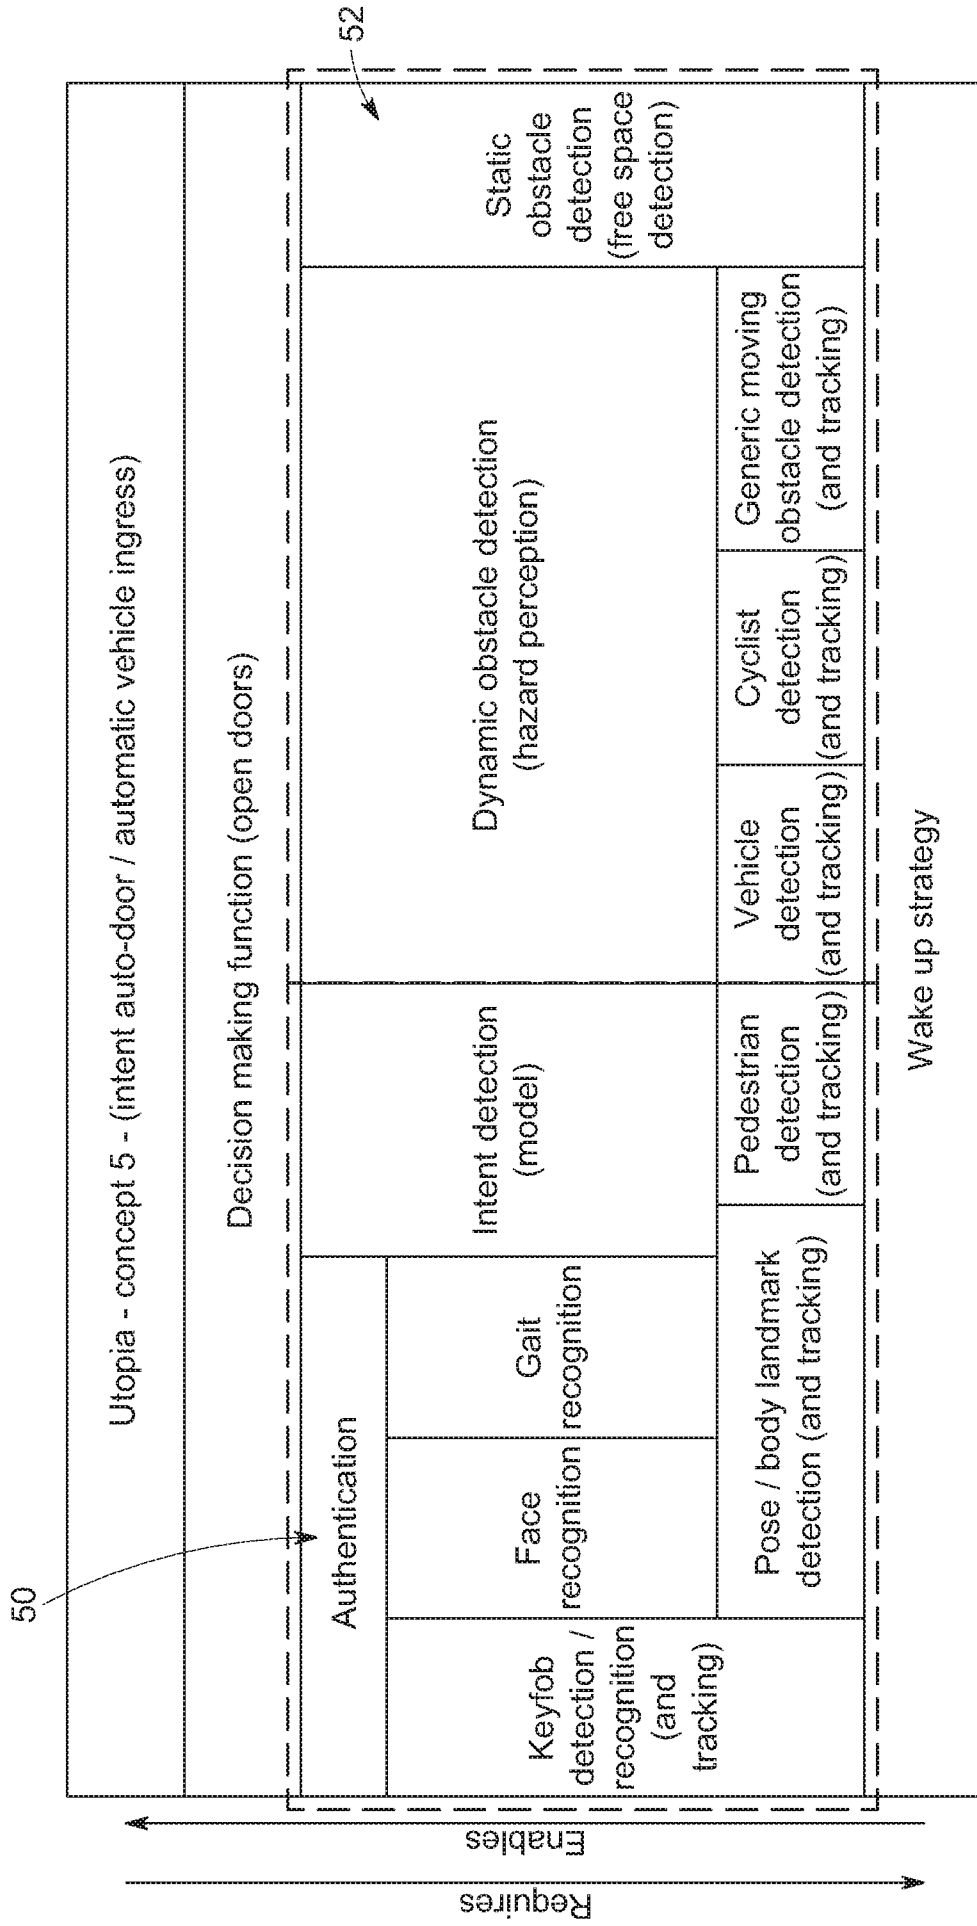 50
52
Utopia - concept 5 - (intent auto-door / automatic vehicle ingress)
Decision making function (open doors)
Authentication
Keyfob
detection /
recognition
(and
tracking)
Face
recognition
Gait
recognition
Pose / body landmark
detection (and tracking)
Intent detection
(model)
Pedestrian
detection
(and tracking)
Dynamic obstacle detection
(hazard perception)
Vehicle
detection
(and tracking)
Cyclist
detection
(and tracking)
Generic moving
obstacle detection
(and tracking)
Static
obstacle
detection
(free space
detection)
Wake up strategy
Requires
Enables